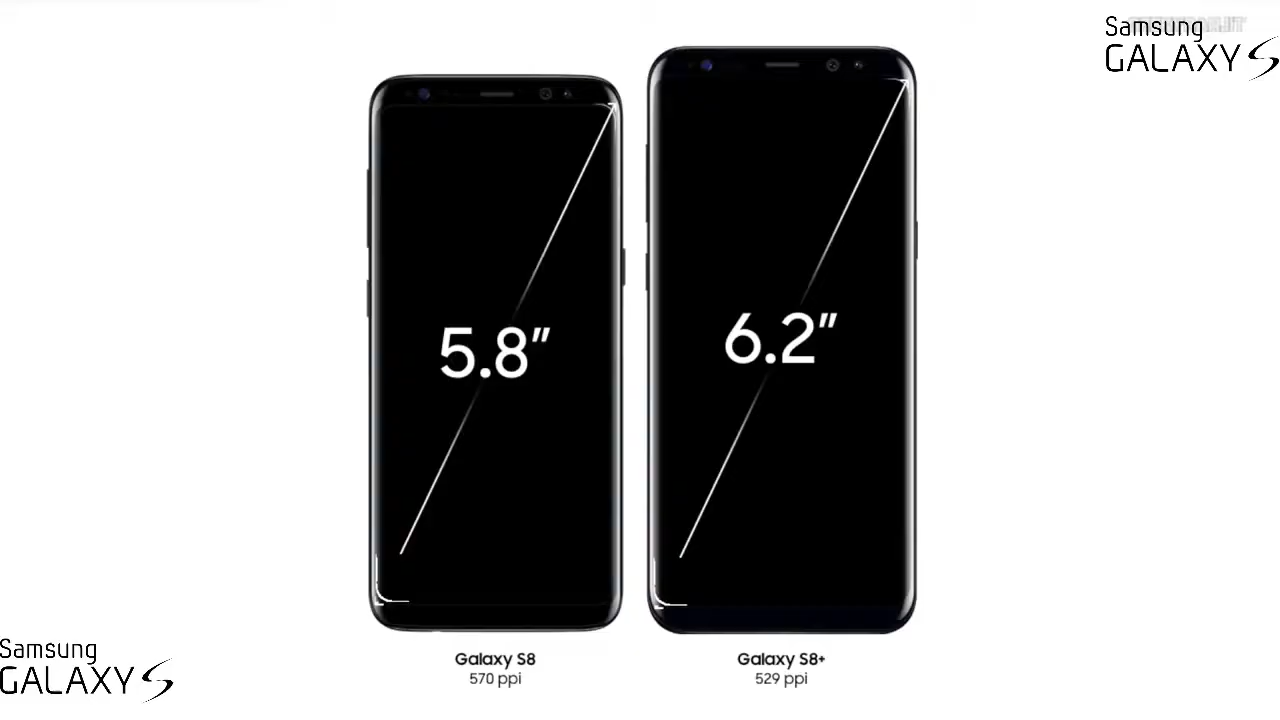 Samsung
GALAXY S
5.8”
6.2”
Samsung
GALAXY S
Galaxy S8
570 ppi
Galaxy S8+
529 ppi